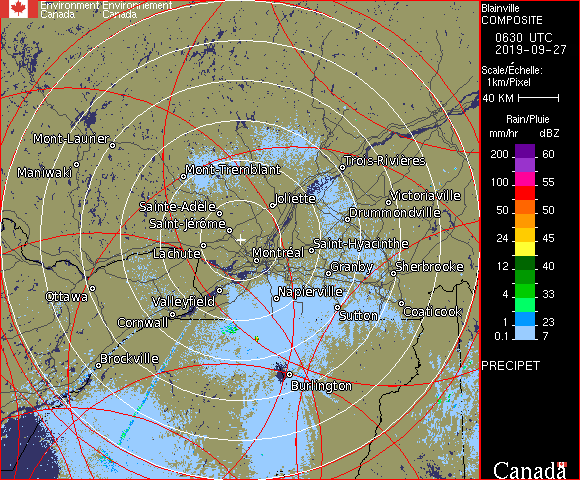 Environment Environnement
Canada Canada
Blainville
COMPOSITE
0630 UTC
2019-09-27
Scale/Échelle:
1km/Pixel
40 KM
Rain/Pluie
mm/hr dBZ
200 60
100 55
50 50
24 45
12 40
4 33
1 23
0.1 7
PRECIPET
Canada
Mont-Laurier
Maniwaki
Mont-Tremblant
Trois-Rivières
Sainte-Adèle
Joliette
Victoriaville
Saint-Jérôme
Drummondville
Lachute
Montréal
Saint-Hyacinthe
Granby
Sherbrooke
Ottawa
Valleyfield
Napierville
Cornwall
Sutton
Coaticook
Brockville
Burlington